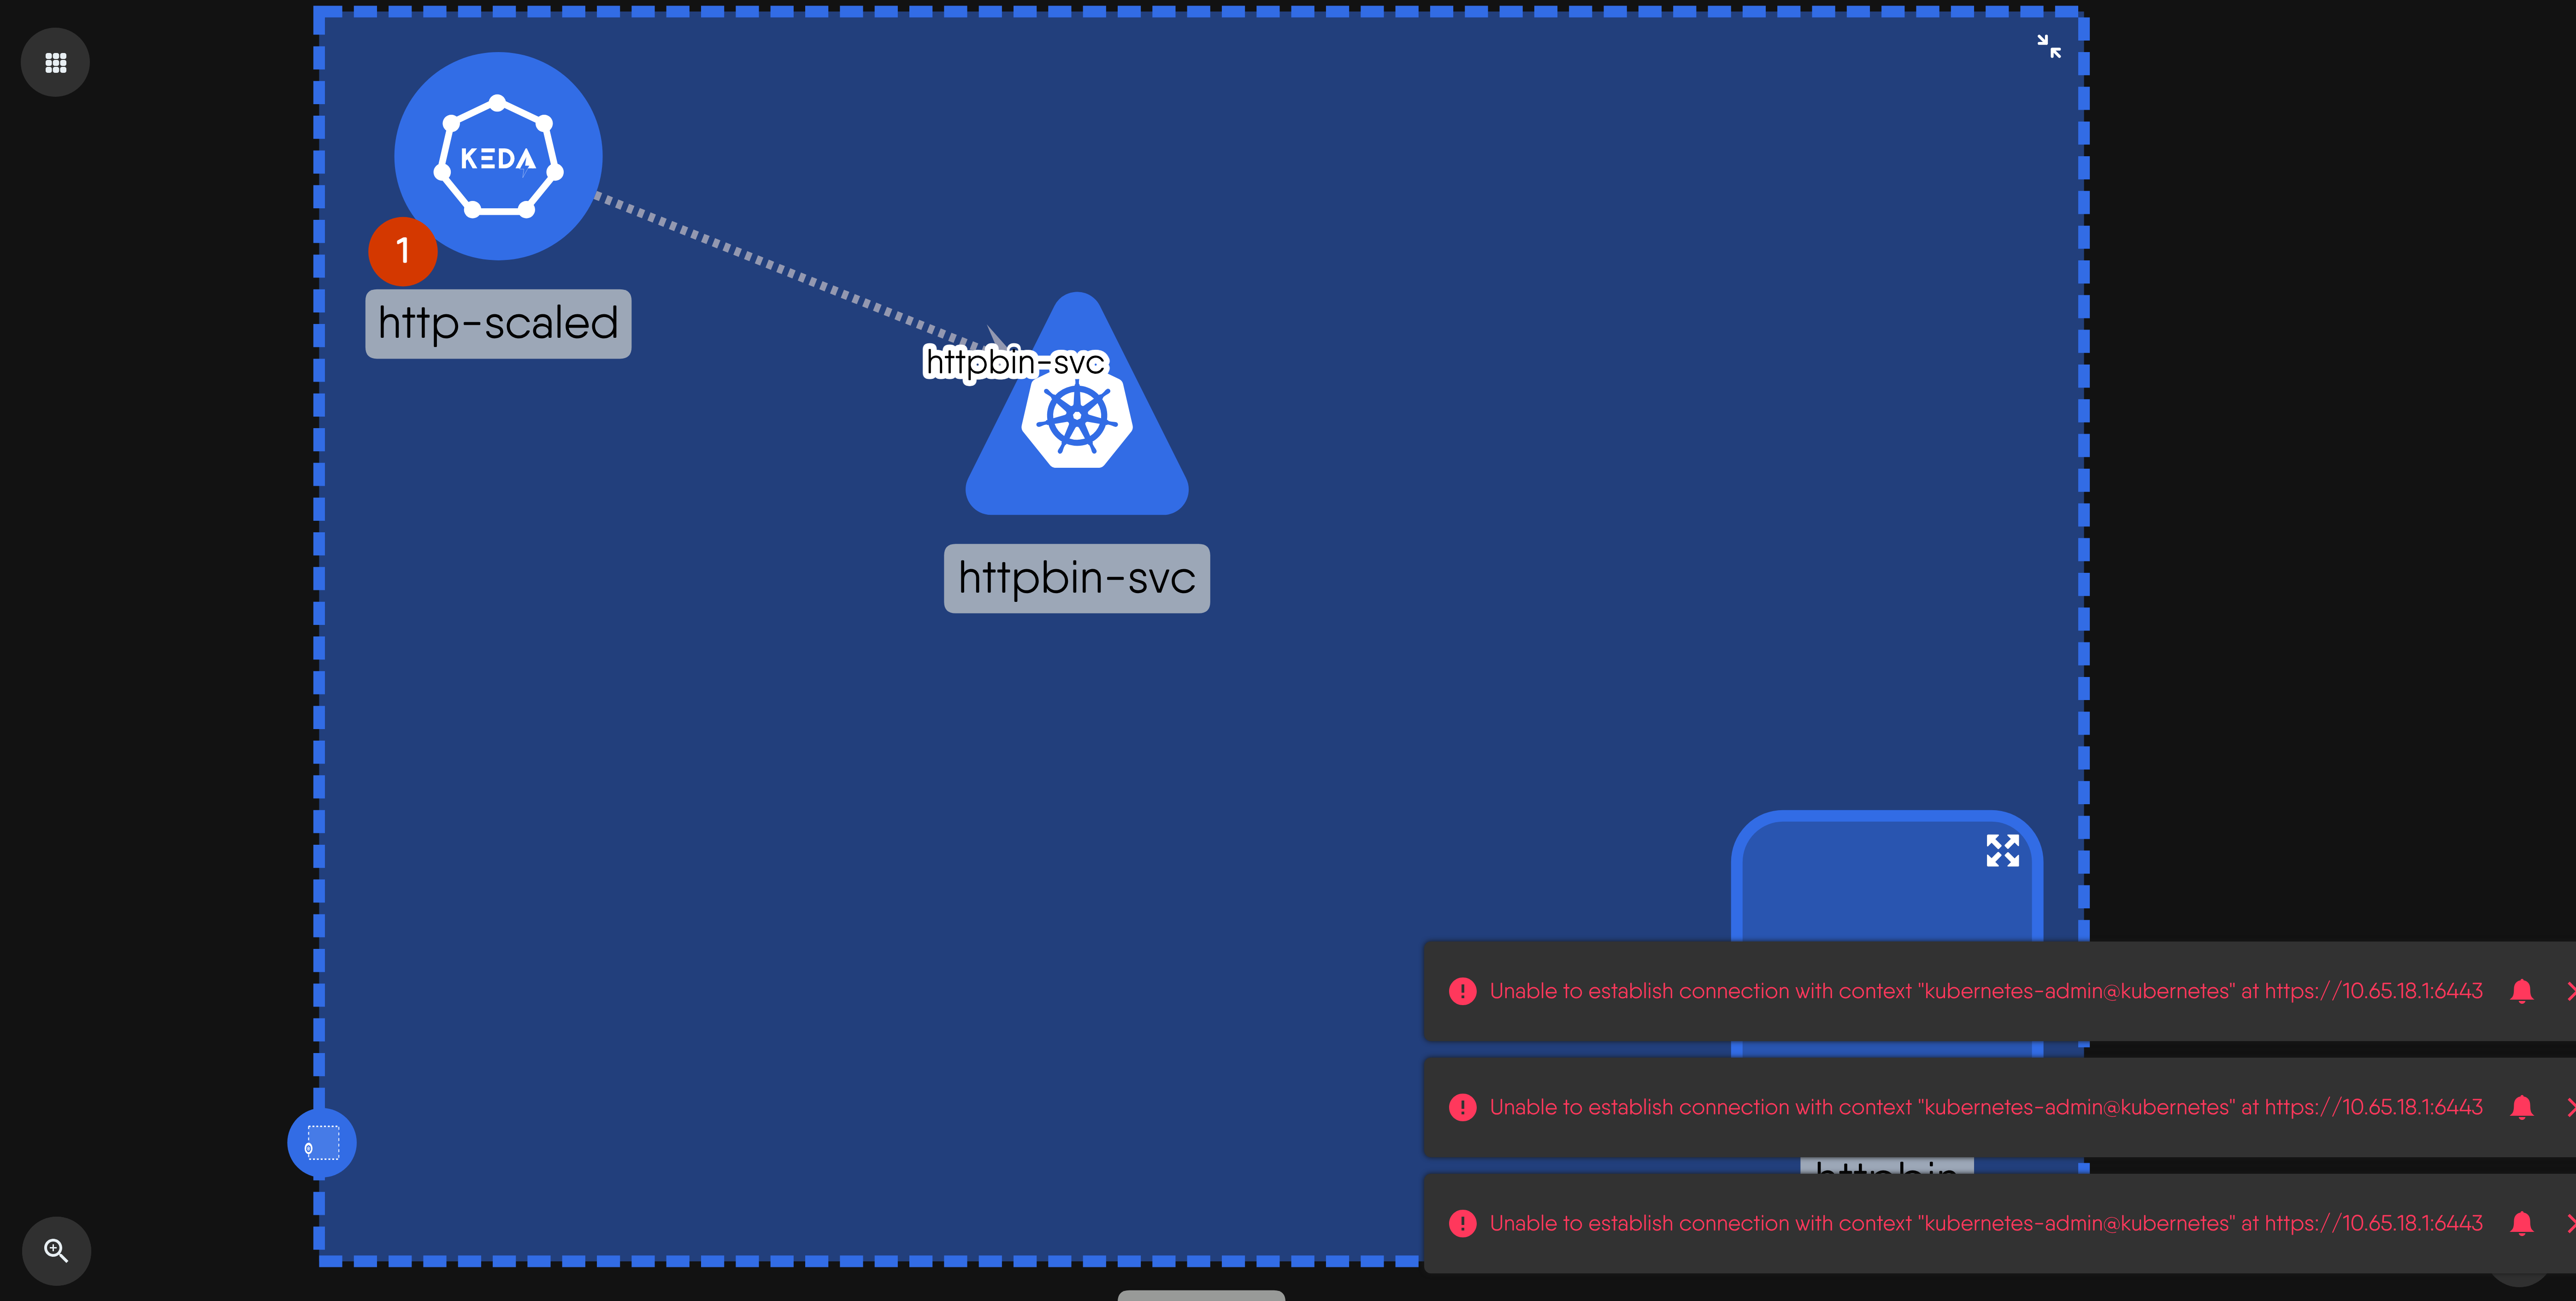 KEDA
1
http-scaled
httpbin-svc
httpbin-svc
Unable to establish connection with context "kubernetes-admin@kubernetes" at https://10.65.18.1:6443
Unable to establish connection with context "kubernetes-admin@kubernetes" at https://10.65.18.1:6443
httpbin
Unable to establish connection with context "kubernetes-admin@kubernetes" at https://10.65.18.1:6443